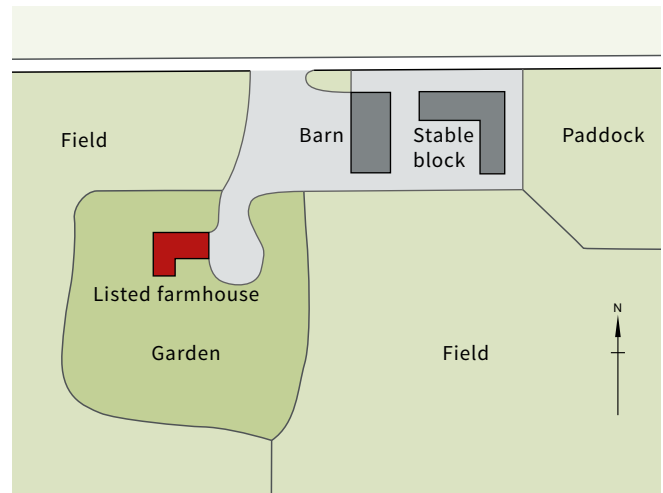 Field
Barn
Stable
block
Paddock
Listed farmhouse
Garden
Field
N